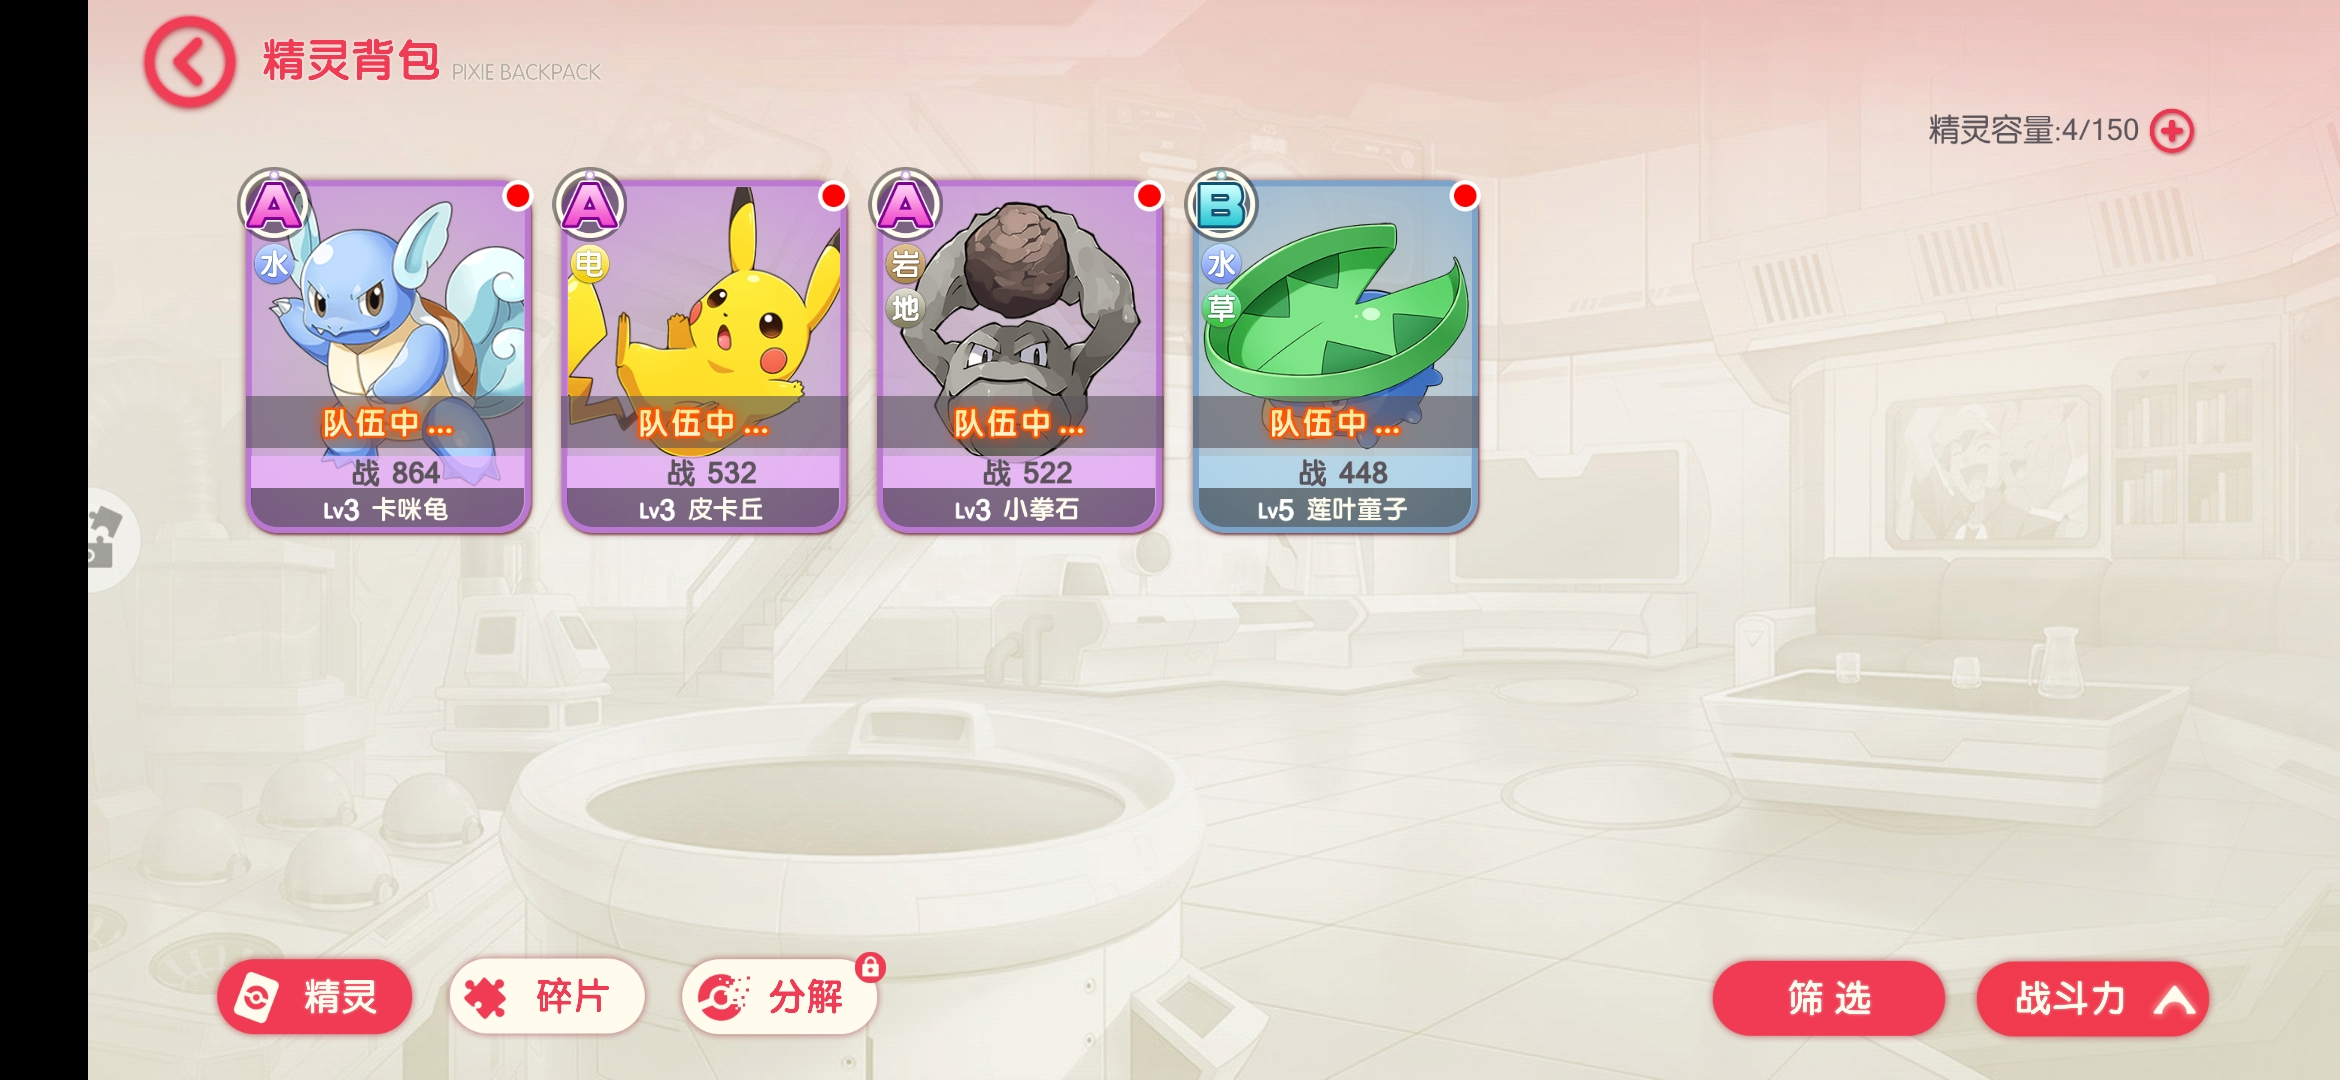 精灵背包 PIXIE BACKPACK
精灵容量:4/150
A
水
队伍中...
战 864
Lv3 卡咪龟
A
电
队伍中...
战 532
Lv3 皮卡丘
A
岩
地
队伍中...
战 522
Lv3 小拳石
B
水
草
队伍中...
战 448
Lv5 莲叶童子
精灵
碎片
分解
筛选
战斗力